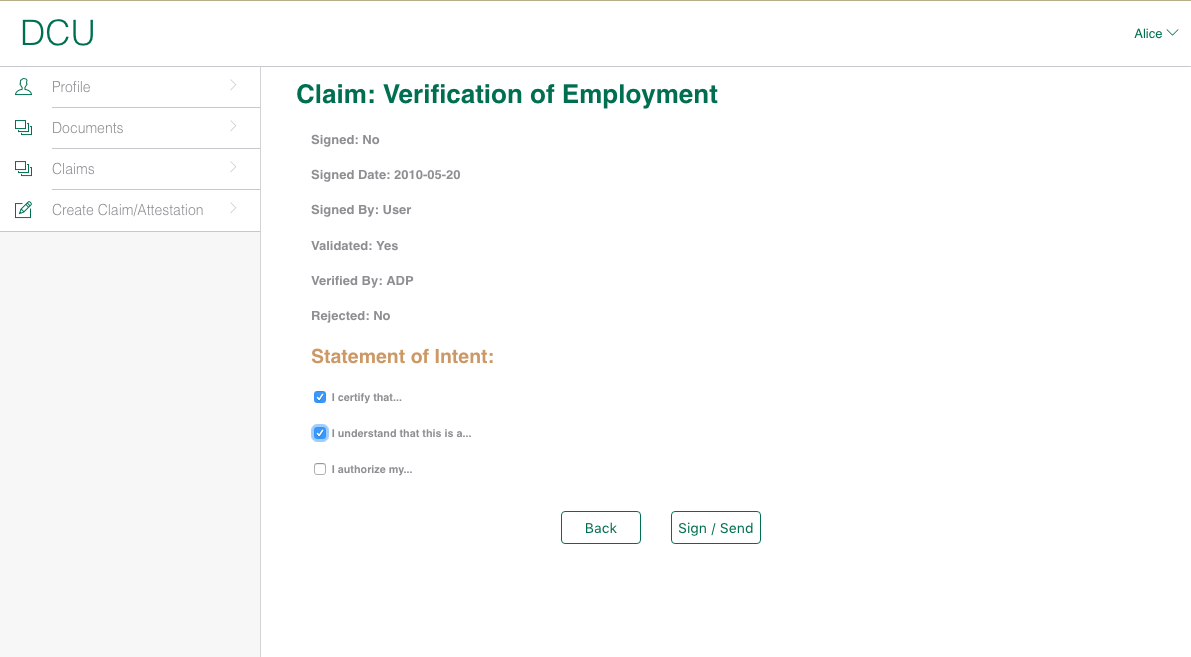 DCU
Alice
Profile
Documents
Claims
Create Claim/Attestation
Claim: Verification of Employment
Signed: No
Signed Date: 2010-05-20
Signed By: User
Validated: Yes
Verified By: ADP
Rejected: No
Statement of Intent:
I certify that...
I understand that this is a...
I authorize my...
Back
Sign / Send